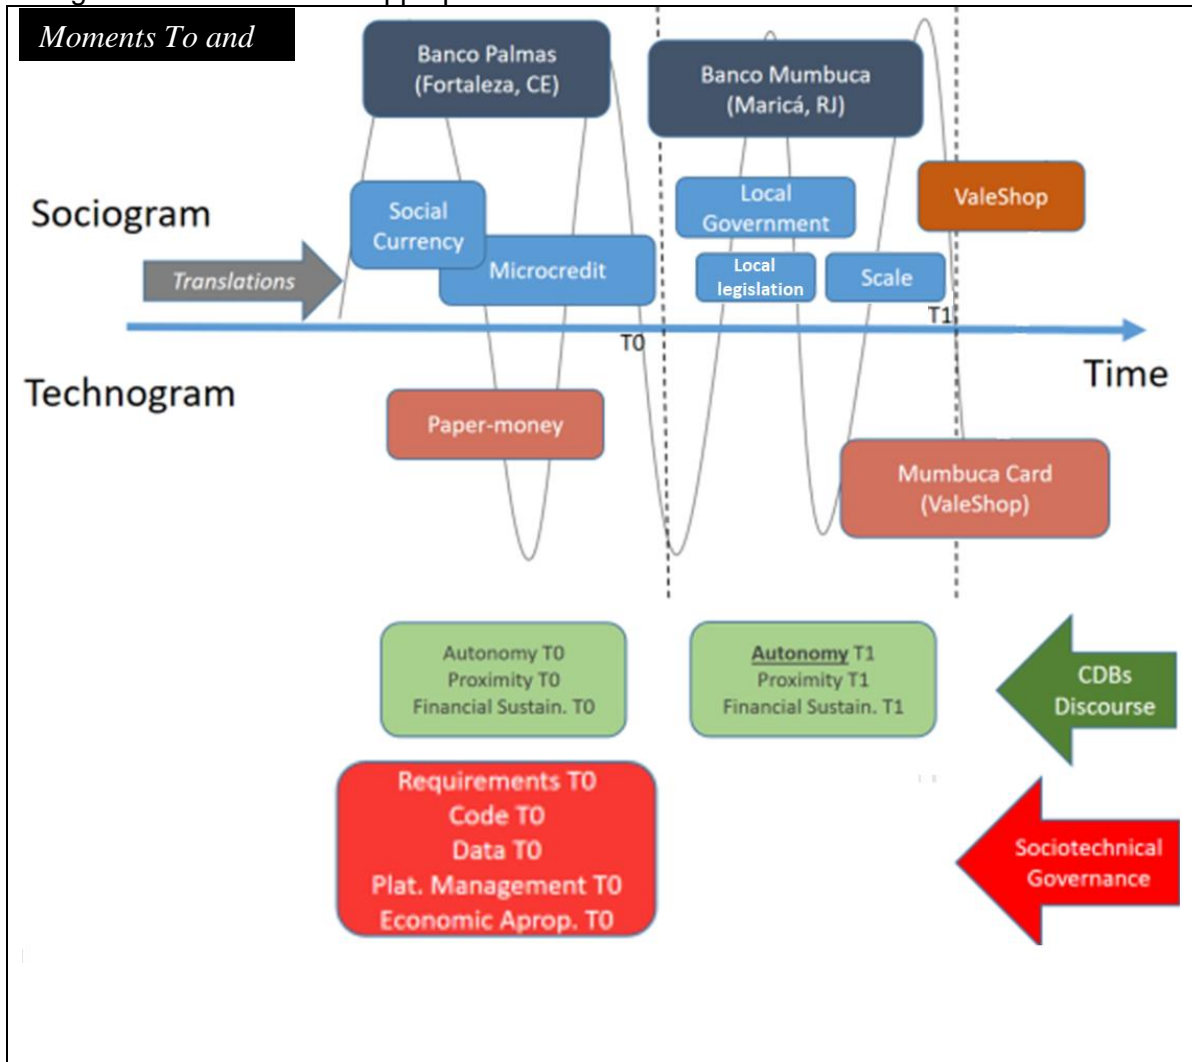 Moments To and
Banco Palmas
(Fortaleza, CE)
Banco Mumbuca
(Maricá, RJ)
Sociogram
Social
Currency
Microcredit
Local
Government
Local
legislation
Scale
ValeShop
Translations
T0
T1
Time
Technogram
Paper-money
Mumbuca Card
(ValeShop)
Autonomy T0
Proximity T0
Financial Sustain. T0
Autonomy T1
Proximity T1
Financial Sustain. T1
CDBs
Discourse
Requirements T0
Code T0
Data T0
Plat. Management T0
Economic Aprop. T0
Sociotechnical
Governance